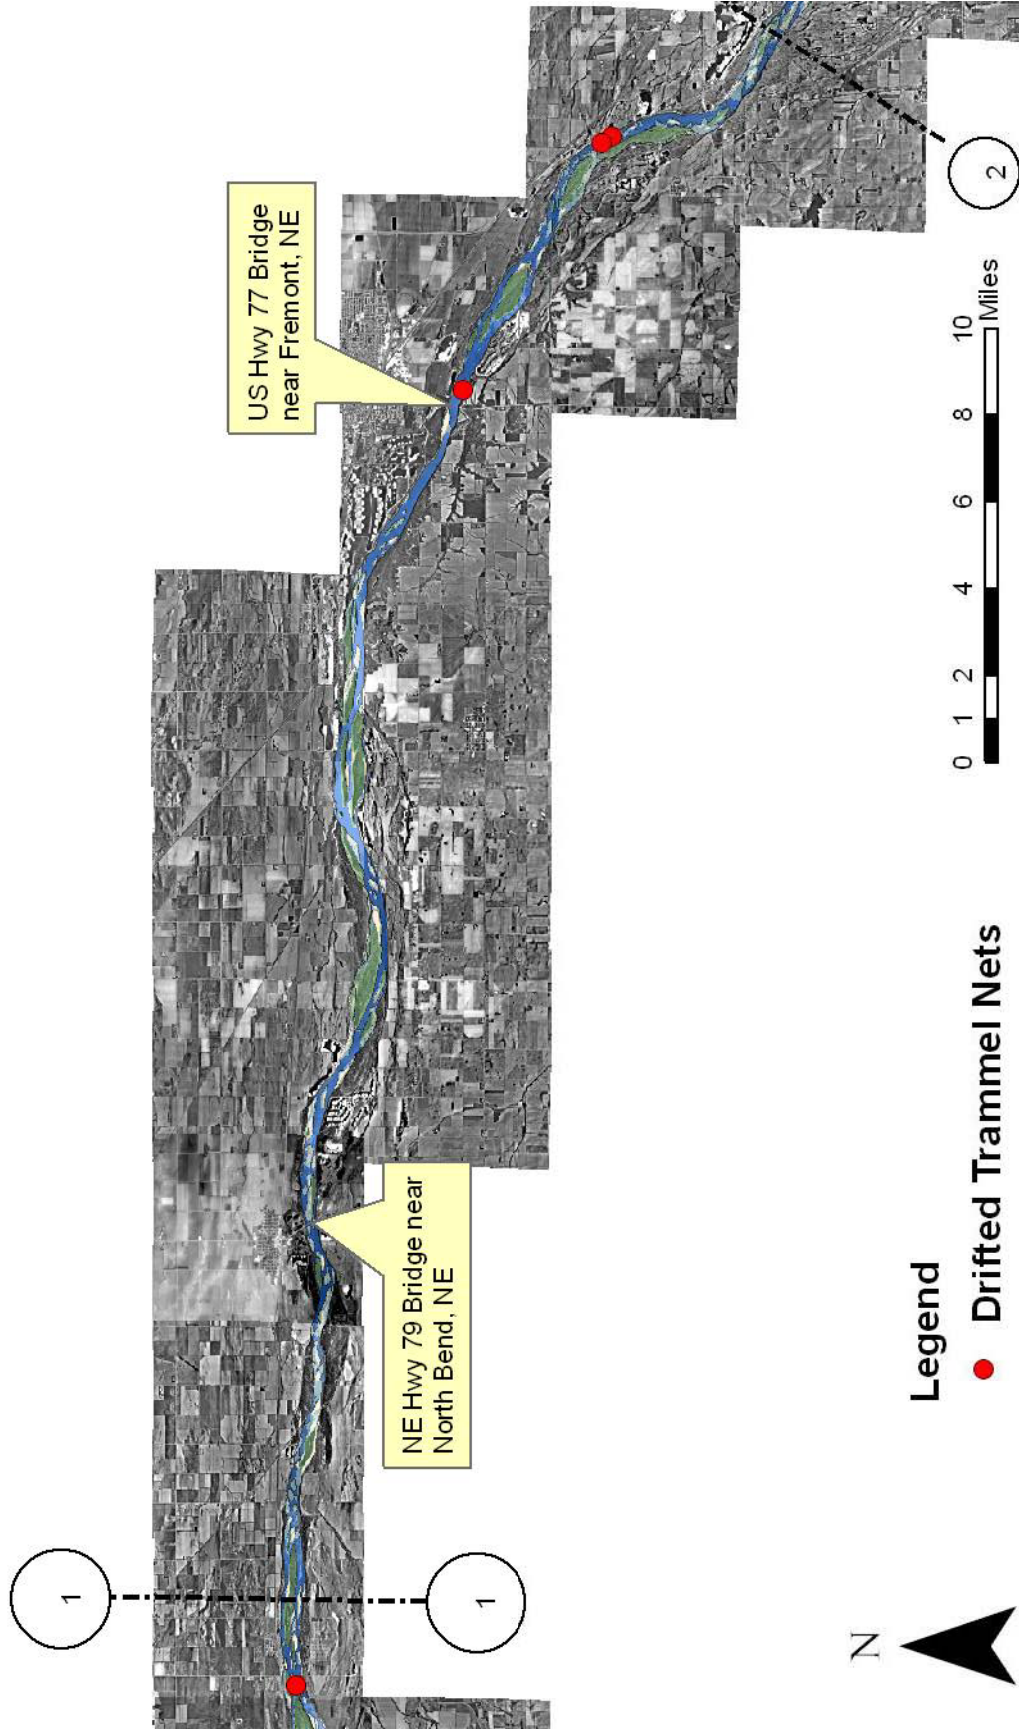 1
1
NE Hwy 79 Bridge near
North Bend, NE
US Hwy 77 Bridge
near Fremont, NE
2
N
Legend
Drifted Trammel Nets
0 1 2 4 6 8 10
Miles